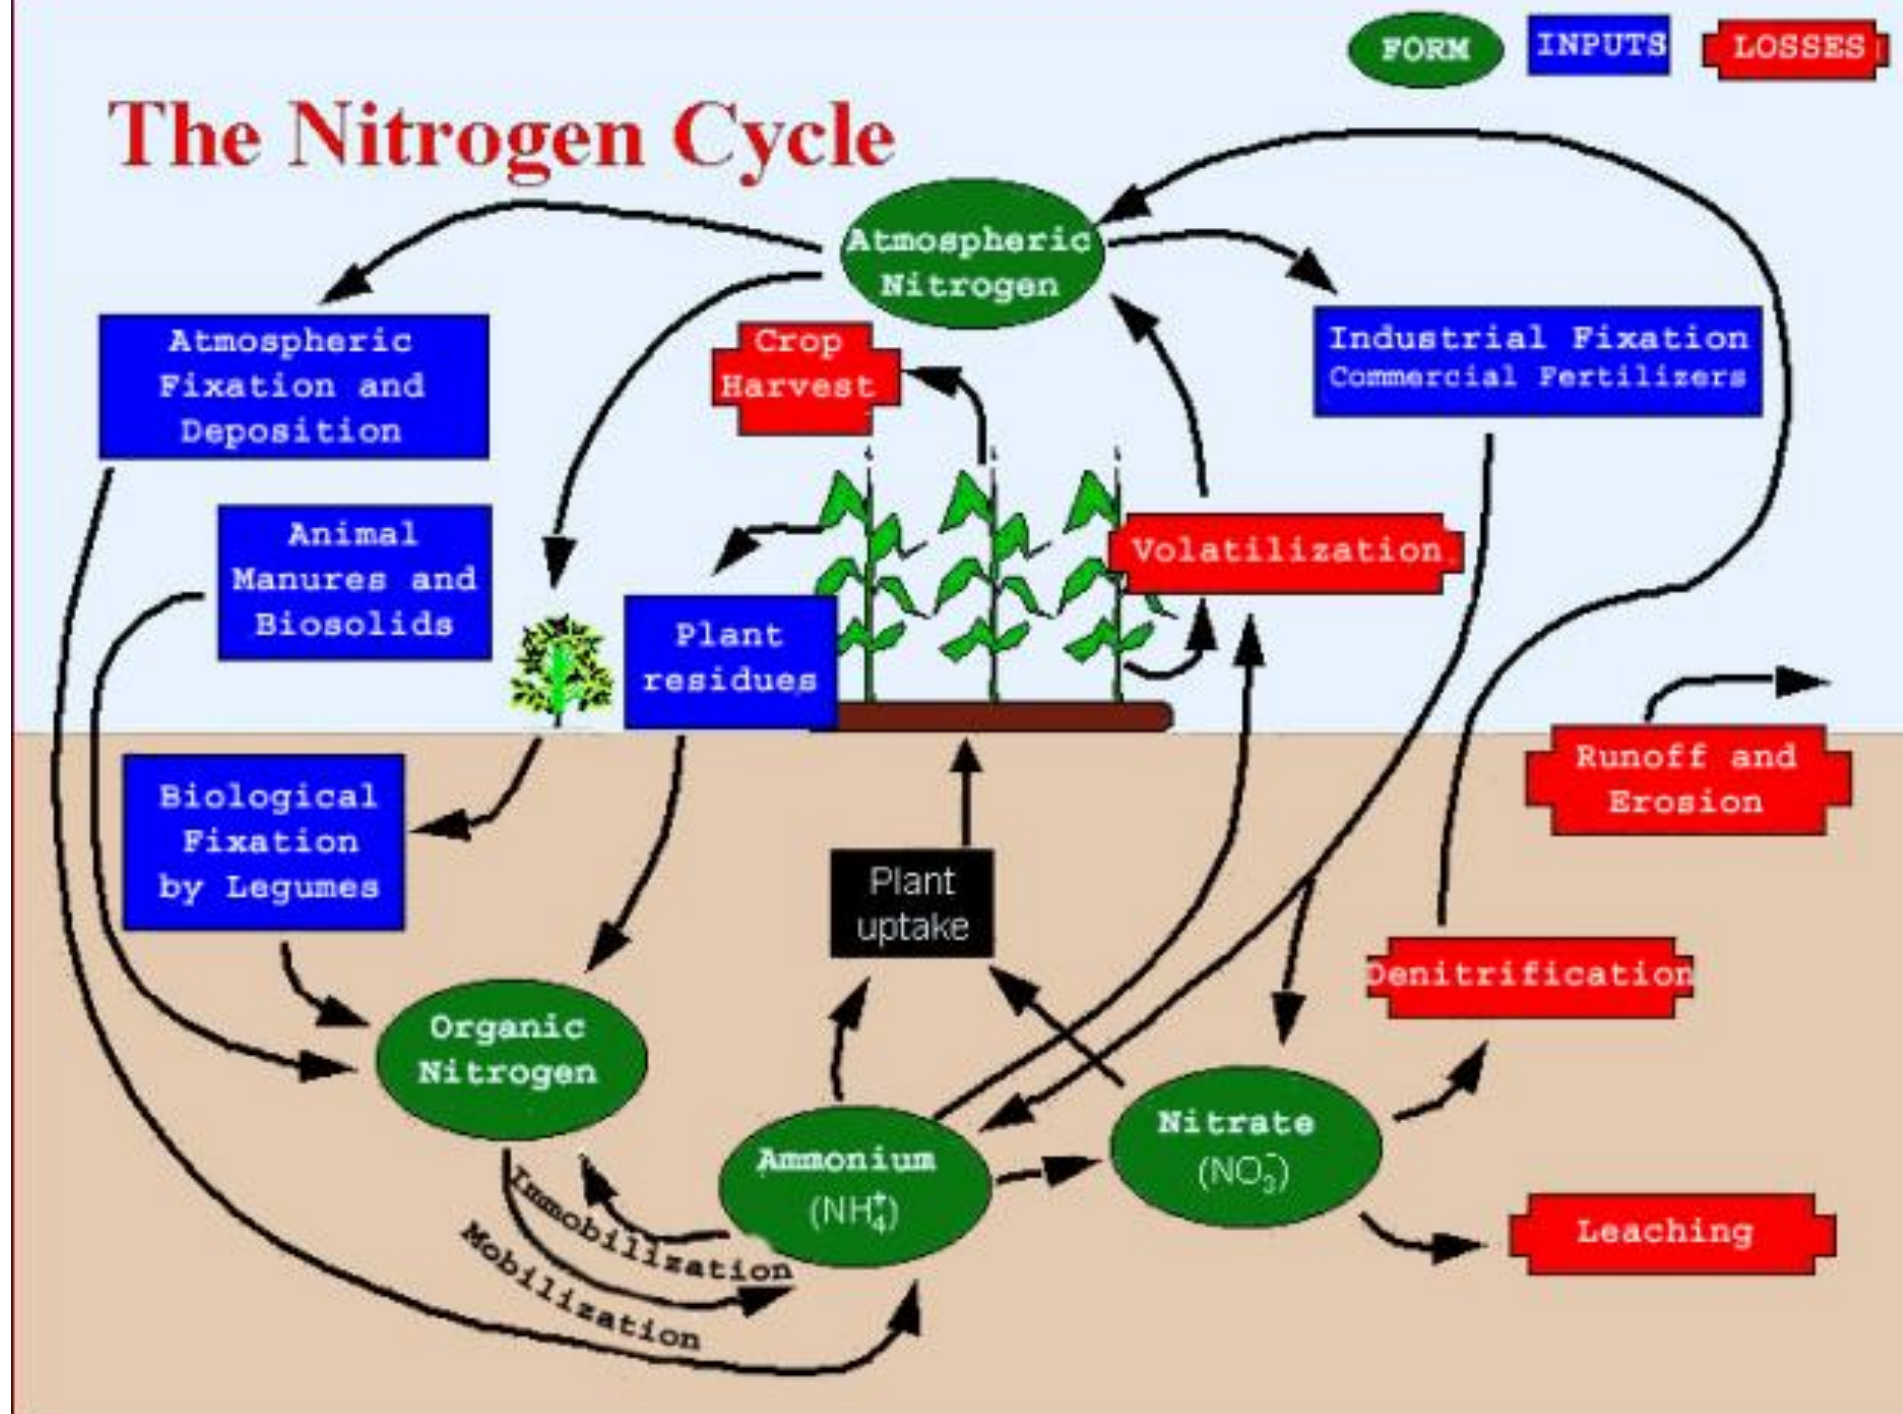 FORM
INPUTS
LOSSES
The Nitrogen Cycle
Atmospheric
Nitrogen
Atmospheric
Fixation and
Deposition
Crop
Harvest
Industrial Fixation
Commercial Fertilizers
Animal
Manures and
Biosolids
Volatilization
Plant
residues
Runoff and
Erosion
Biological
Fixation
by Legumes
Plant
uptake
Denitrification
Organic
Nitrogen
Ammonium
(NH₄⁺)
Nitrate
(NO₃⁻)
Immobilization
Mobilization
Leaching